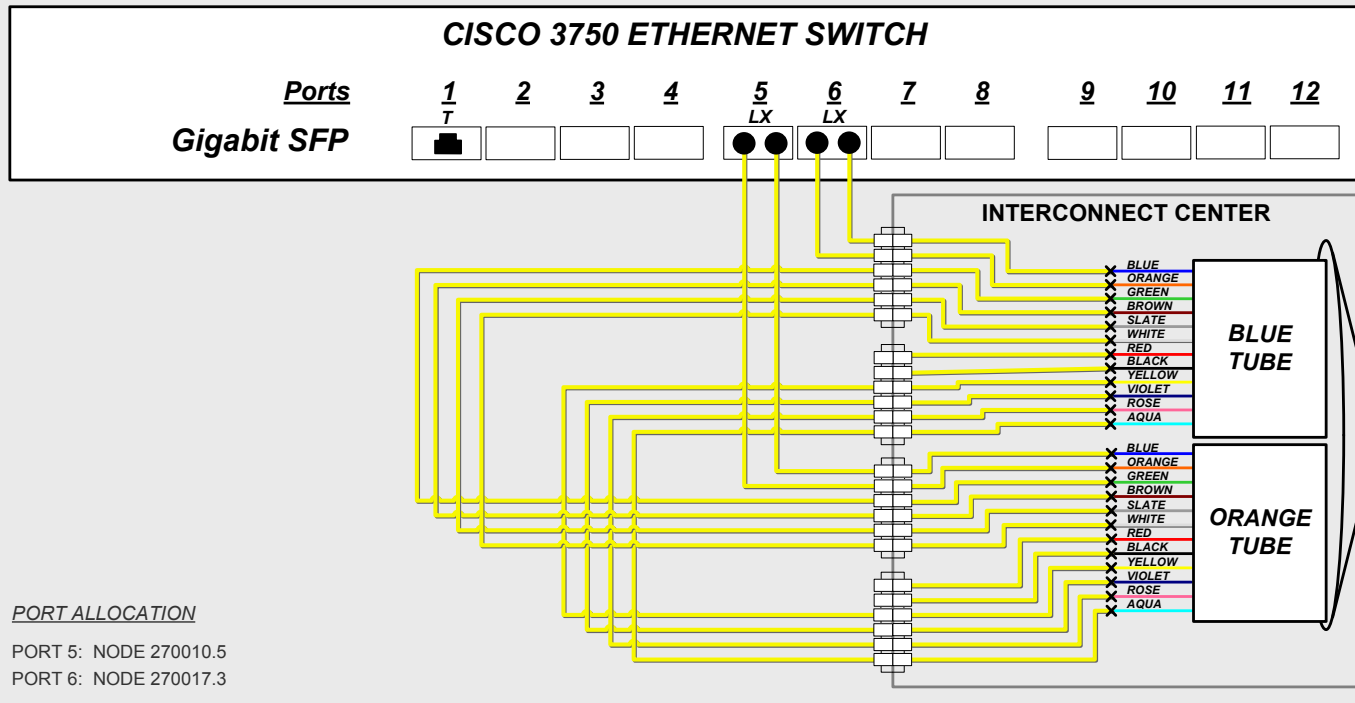 CISCO 3750 ETHERNET SWITCH
Ports 1 2 3 4 5 6 7 8 9 10 11 12
T LX LX
Gigabit SFP
INTERCONNECT CENTER
BLUE
ORANGE
GREEN
BROWN
SLATE
WHITE
RED
BLACK
YELLOW
VIOLET
ROSE
AQUA
BLUE
TUBE
BLUE
ORANGE
GREEN
BROWN
SLATE
WHITE
RED
BLACK
YELLOW
VIOLET
ROSE
AQUA
ORANGE
TUBE
PORT ALLOCATION
PORT 5: NODE 270010.5
PORT 6: NODE 270017.3